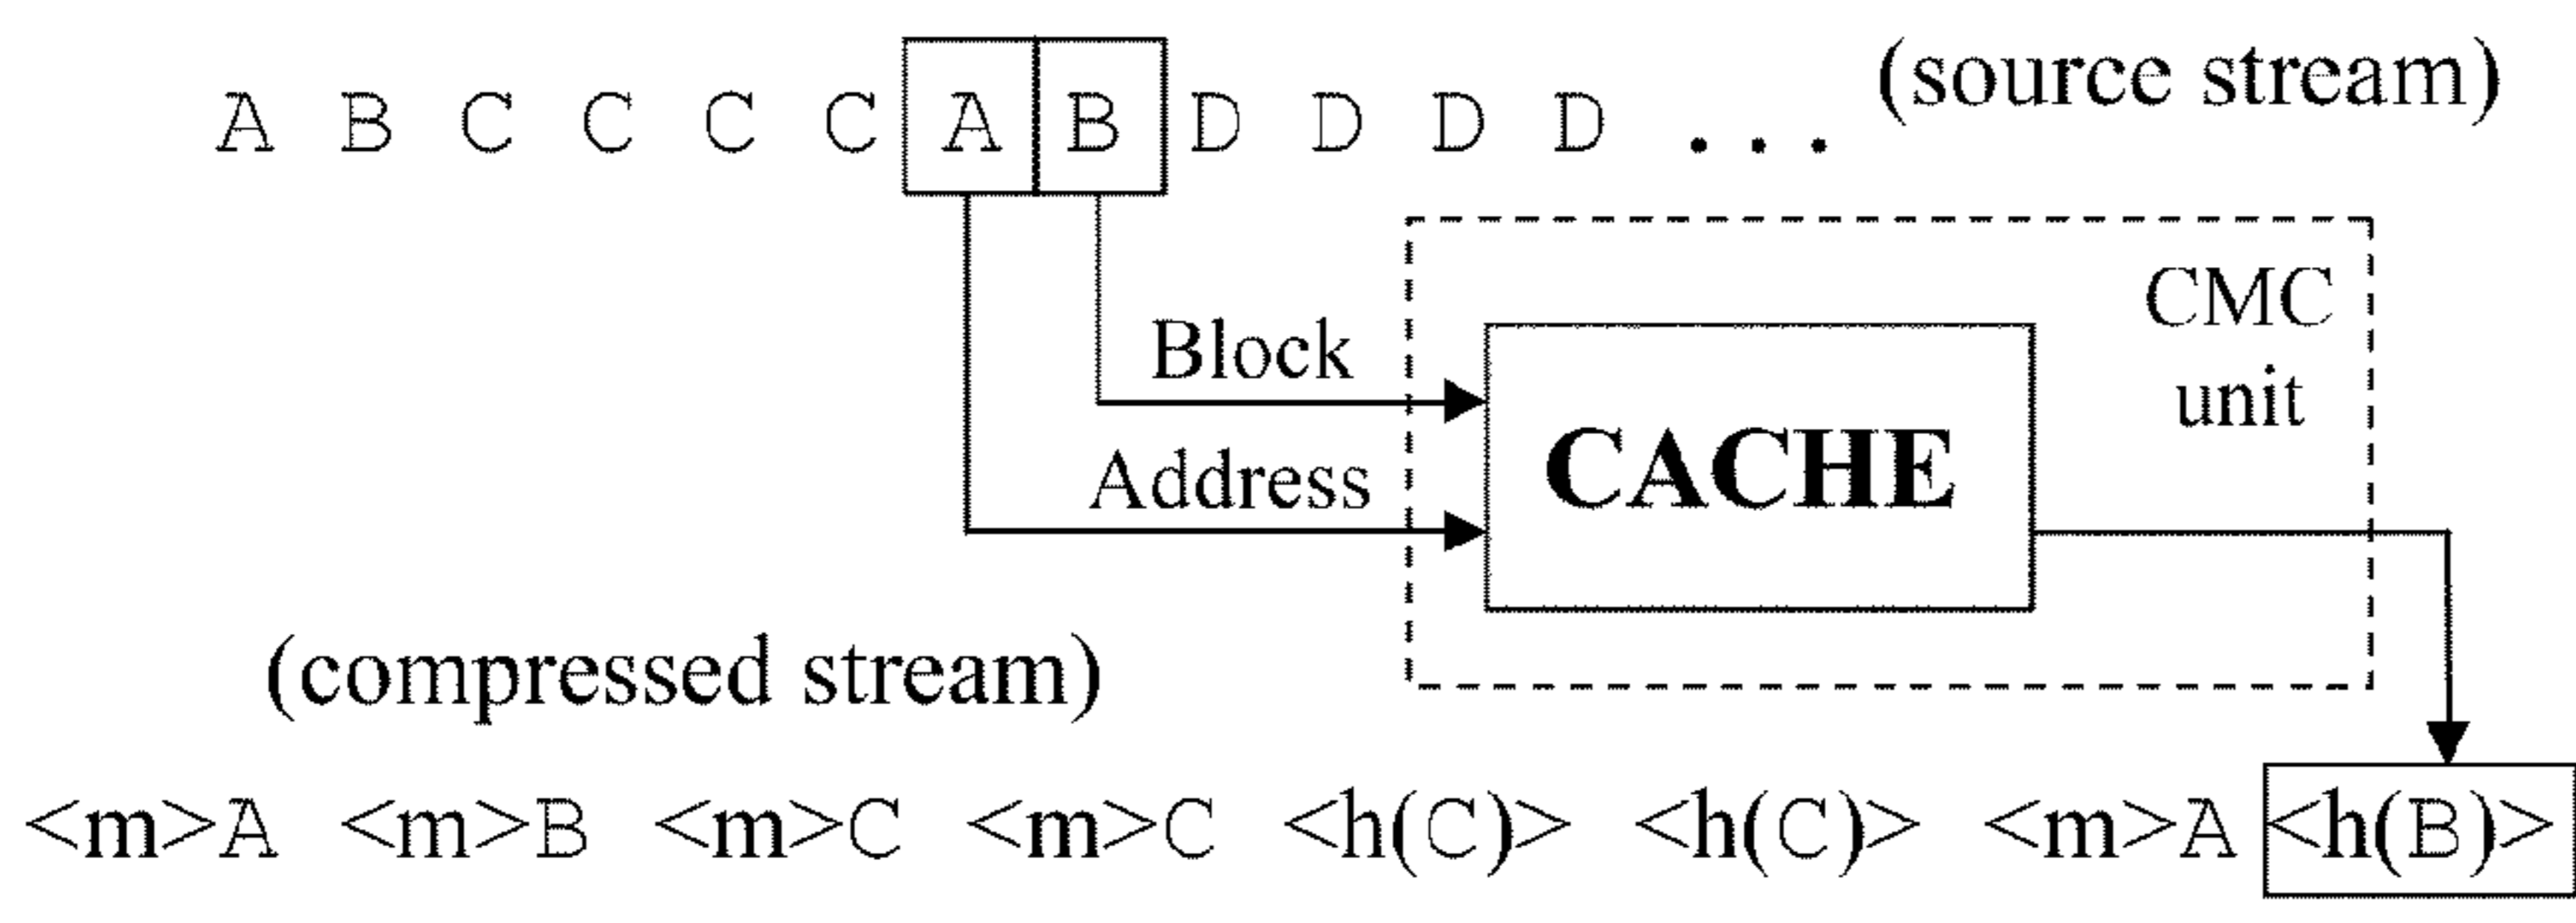 A B C C C C A B D D D D ... (source stream)
CMC
unit
Block
CACHE
Address
(compressed stream)
<m>A <m>B <m>C <m>C <h(C)> <h(C)> <m>A <h(B)>